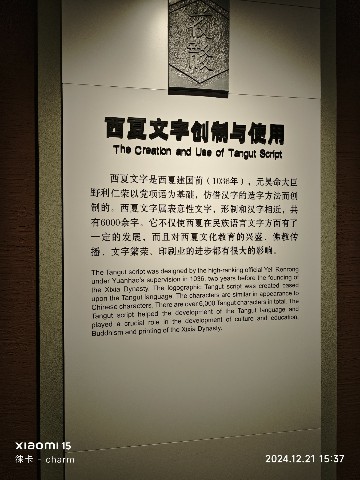 西夏文字创制与使用
The Creation and Use of Tangut Script
西夏文字是西夏建国前（1036年），元昊命大臣
野利仁荣以党项语为基础，仿借汉字的造字方法而创
制的。西夏文字属表意性文字，形制和汉字相近，共
有6000余字。它不仅使西夏在民族语言文字方面有了
一定的发展，而且对西夏文化教育的兴盛、佛教传
播、文字繁荣、印刷业的进步都有很大的影响。
The Tangut script was designed by the high-ranking official Yeli Renrong
under Yuanhao's supervision in 1036, two years before the founding of
the Xixia Dynasty. The logographic Tangut script was created based
upon the Tangut language. The characters are similar in appearance to
Chinese characters. There are over 6,000 Tangut characters in total. The
Tangut script helped the development of the Tangut language and
played a crucial role in the development of culture and education,
Buddhism and printing of the Xixia Dynasty.
xiaomi 15
徕卡 - charm
2024.12.21 15:37